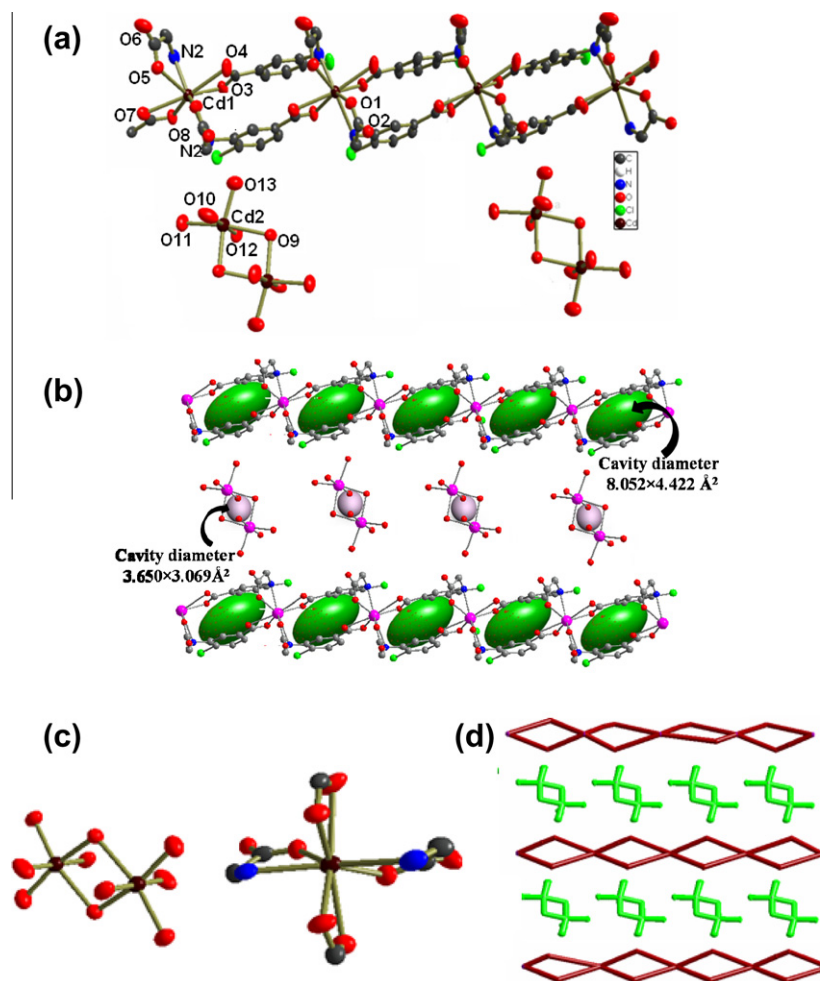 (a)
O6
N2
O4
O5
O3
Cd1
O7
O8
N2
O1
O2
C
H
N
O
Cl
Cd
O13
O10
Cd2
O11
O12
O9
(b)
Cavity diameter
8.052×4.422 Å²
Cavity diameter
3.650×3.069Å²
(c)
(d)